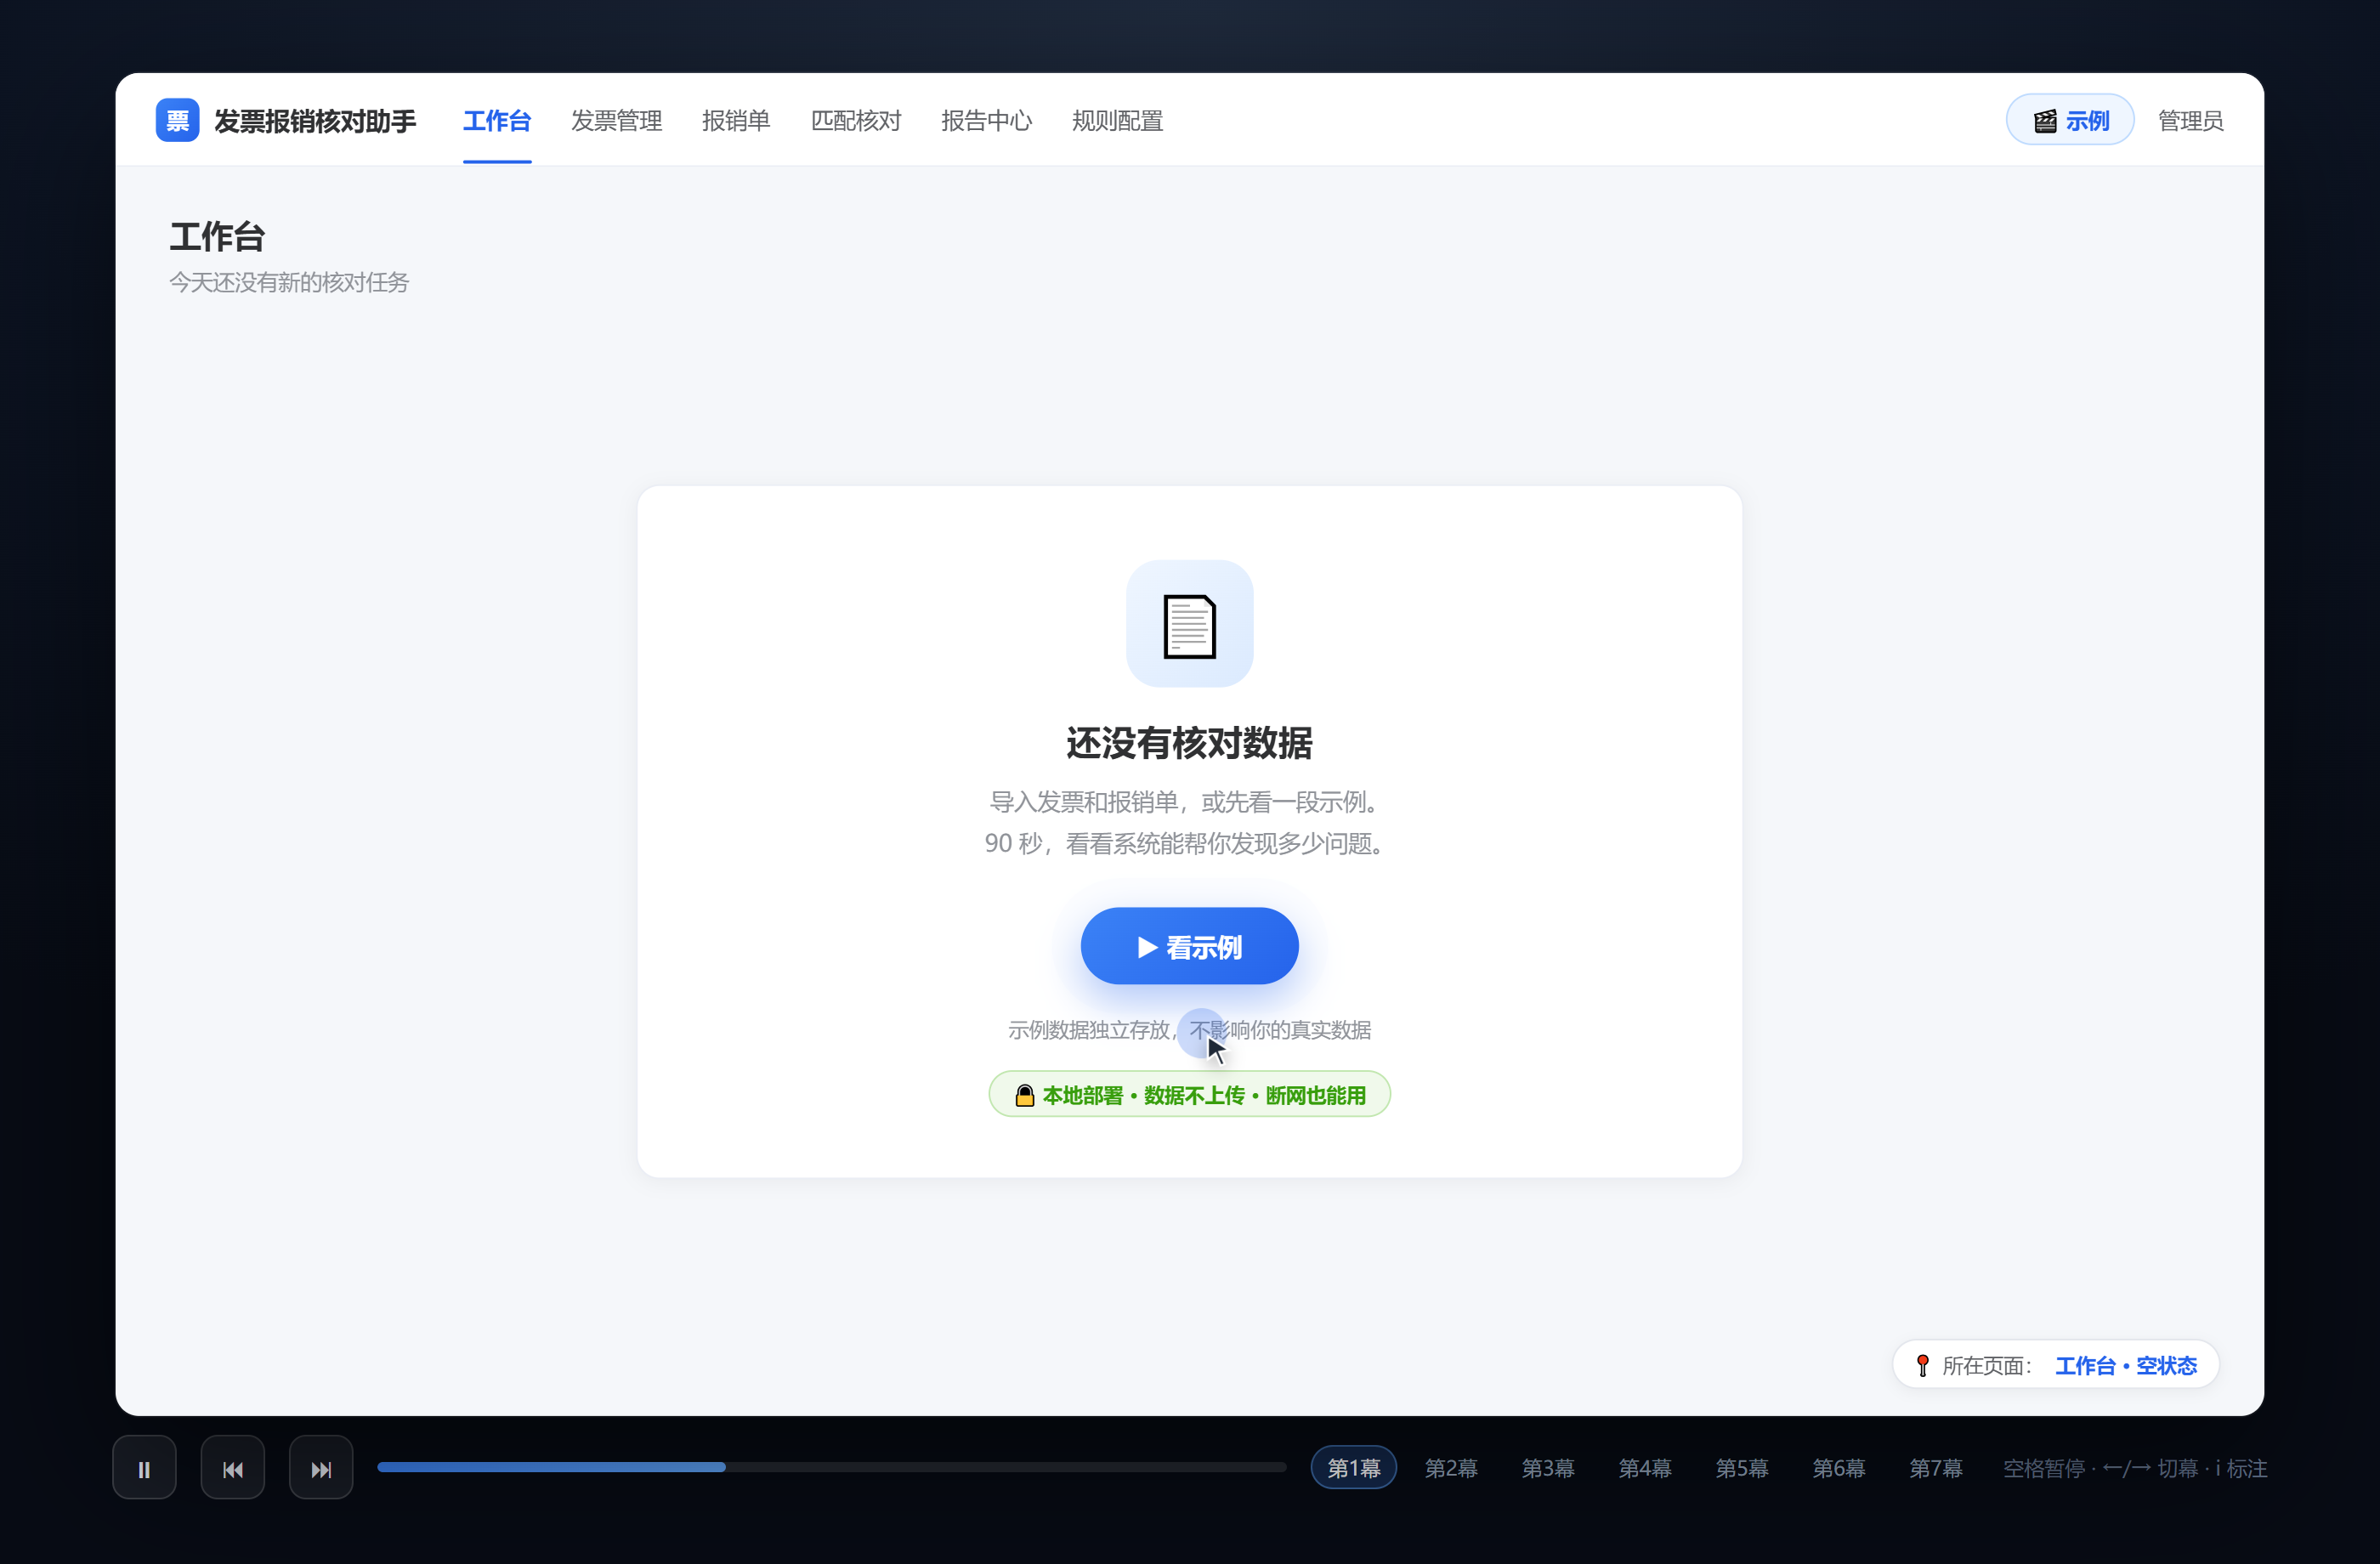 票 发票报销核对助手 工作台 发票管理 报销单 匹配核对 报告中心 规则配置 示例 管理员
工作台
今天还没有新的核对任务
还没有核对数据
导入发票和报销单，或先看一段示例。
90 秒，看看系统能帮你发现多少问题。
▶ 看示例
示例数据独立存放，不影响你的真实数据
本地部署 · 数据不上传 · 断网也能用
所在页面： 工作台 · 空状态
第1幕 第2幕 第3幕 第4幕 第5幕 第6幕 第7幕 空格暂停 · ←/→ 切幕 · i 标注